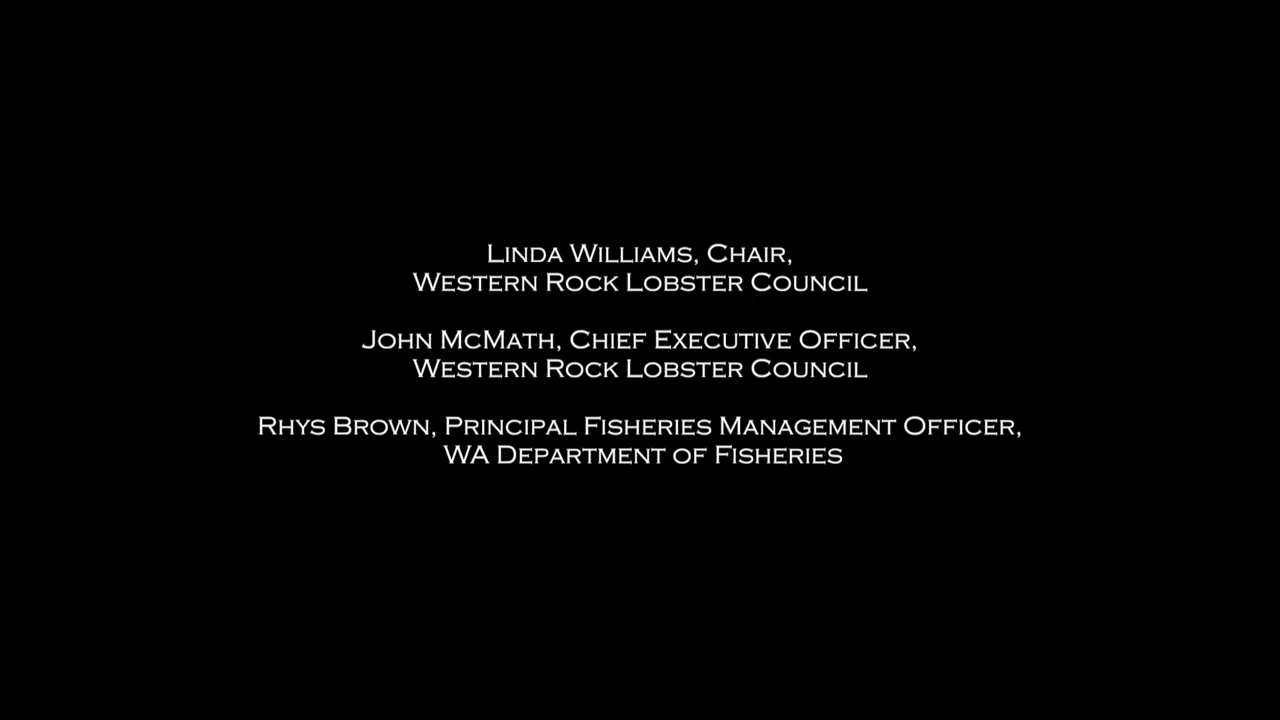 Linda Williams, Chair,
Western Rock Lobster Council
John McMath, Chief Executive Officer,
Western Rock Lobster Council
Rhys Brown, Principal Fisheries Management Officer,
WA Department of Fisheries